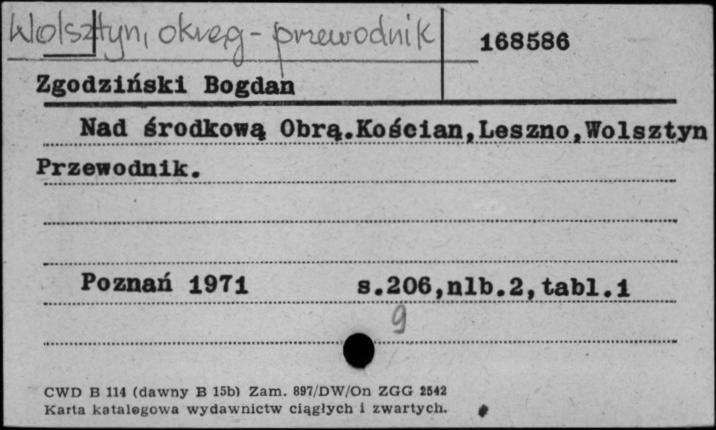 Wolsztyn, okręg - przewodnik
168586
Zgodziński Bogdan
Nad środkową Obrą.Kościan,Leszno,Wolsztyn
Przewodnik.
Poznań 1971 s.206,nlb.2,tabl.1
9
CWD B 114 (dawny B 15b) Zam. 897/DW/On ZGG 2542
Karta katalogowa wydawnictw ciągłych i zwartych.